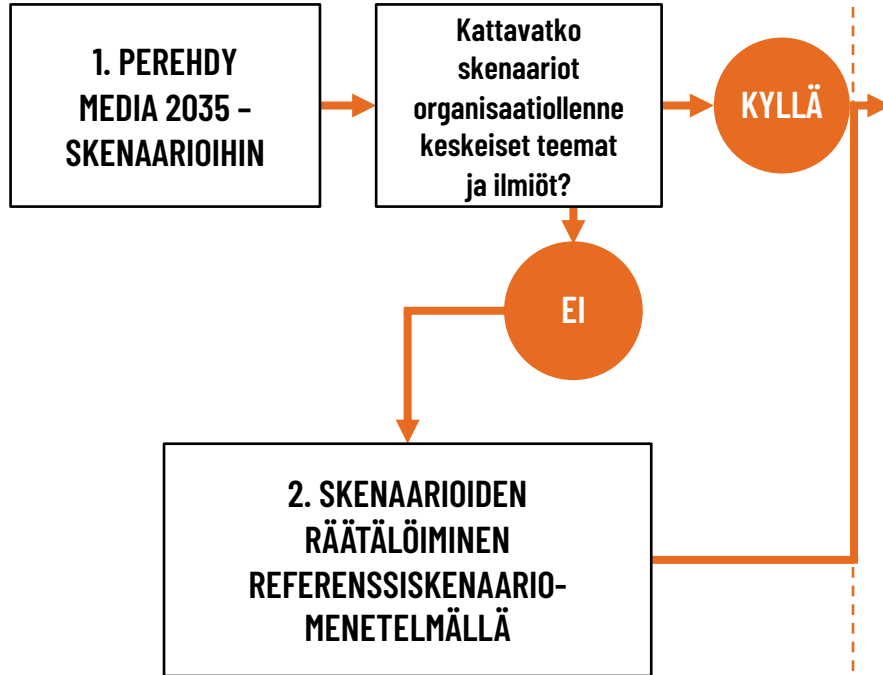 1. PEREHDY
MEDIA 2035 –
SKENAARIOIHIN
Kattavatko
skenaariot
organisaatiollenne
keskeiset teemat
ja ilmiöt?
KYLLÄ
EI
2. SKENAARIOIDEN
RÄÄTÄLÖIMINEN
REFERENSSISKENAARIO-
MENETELMÄLLÄ